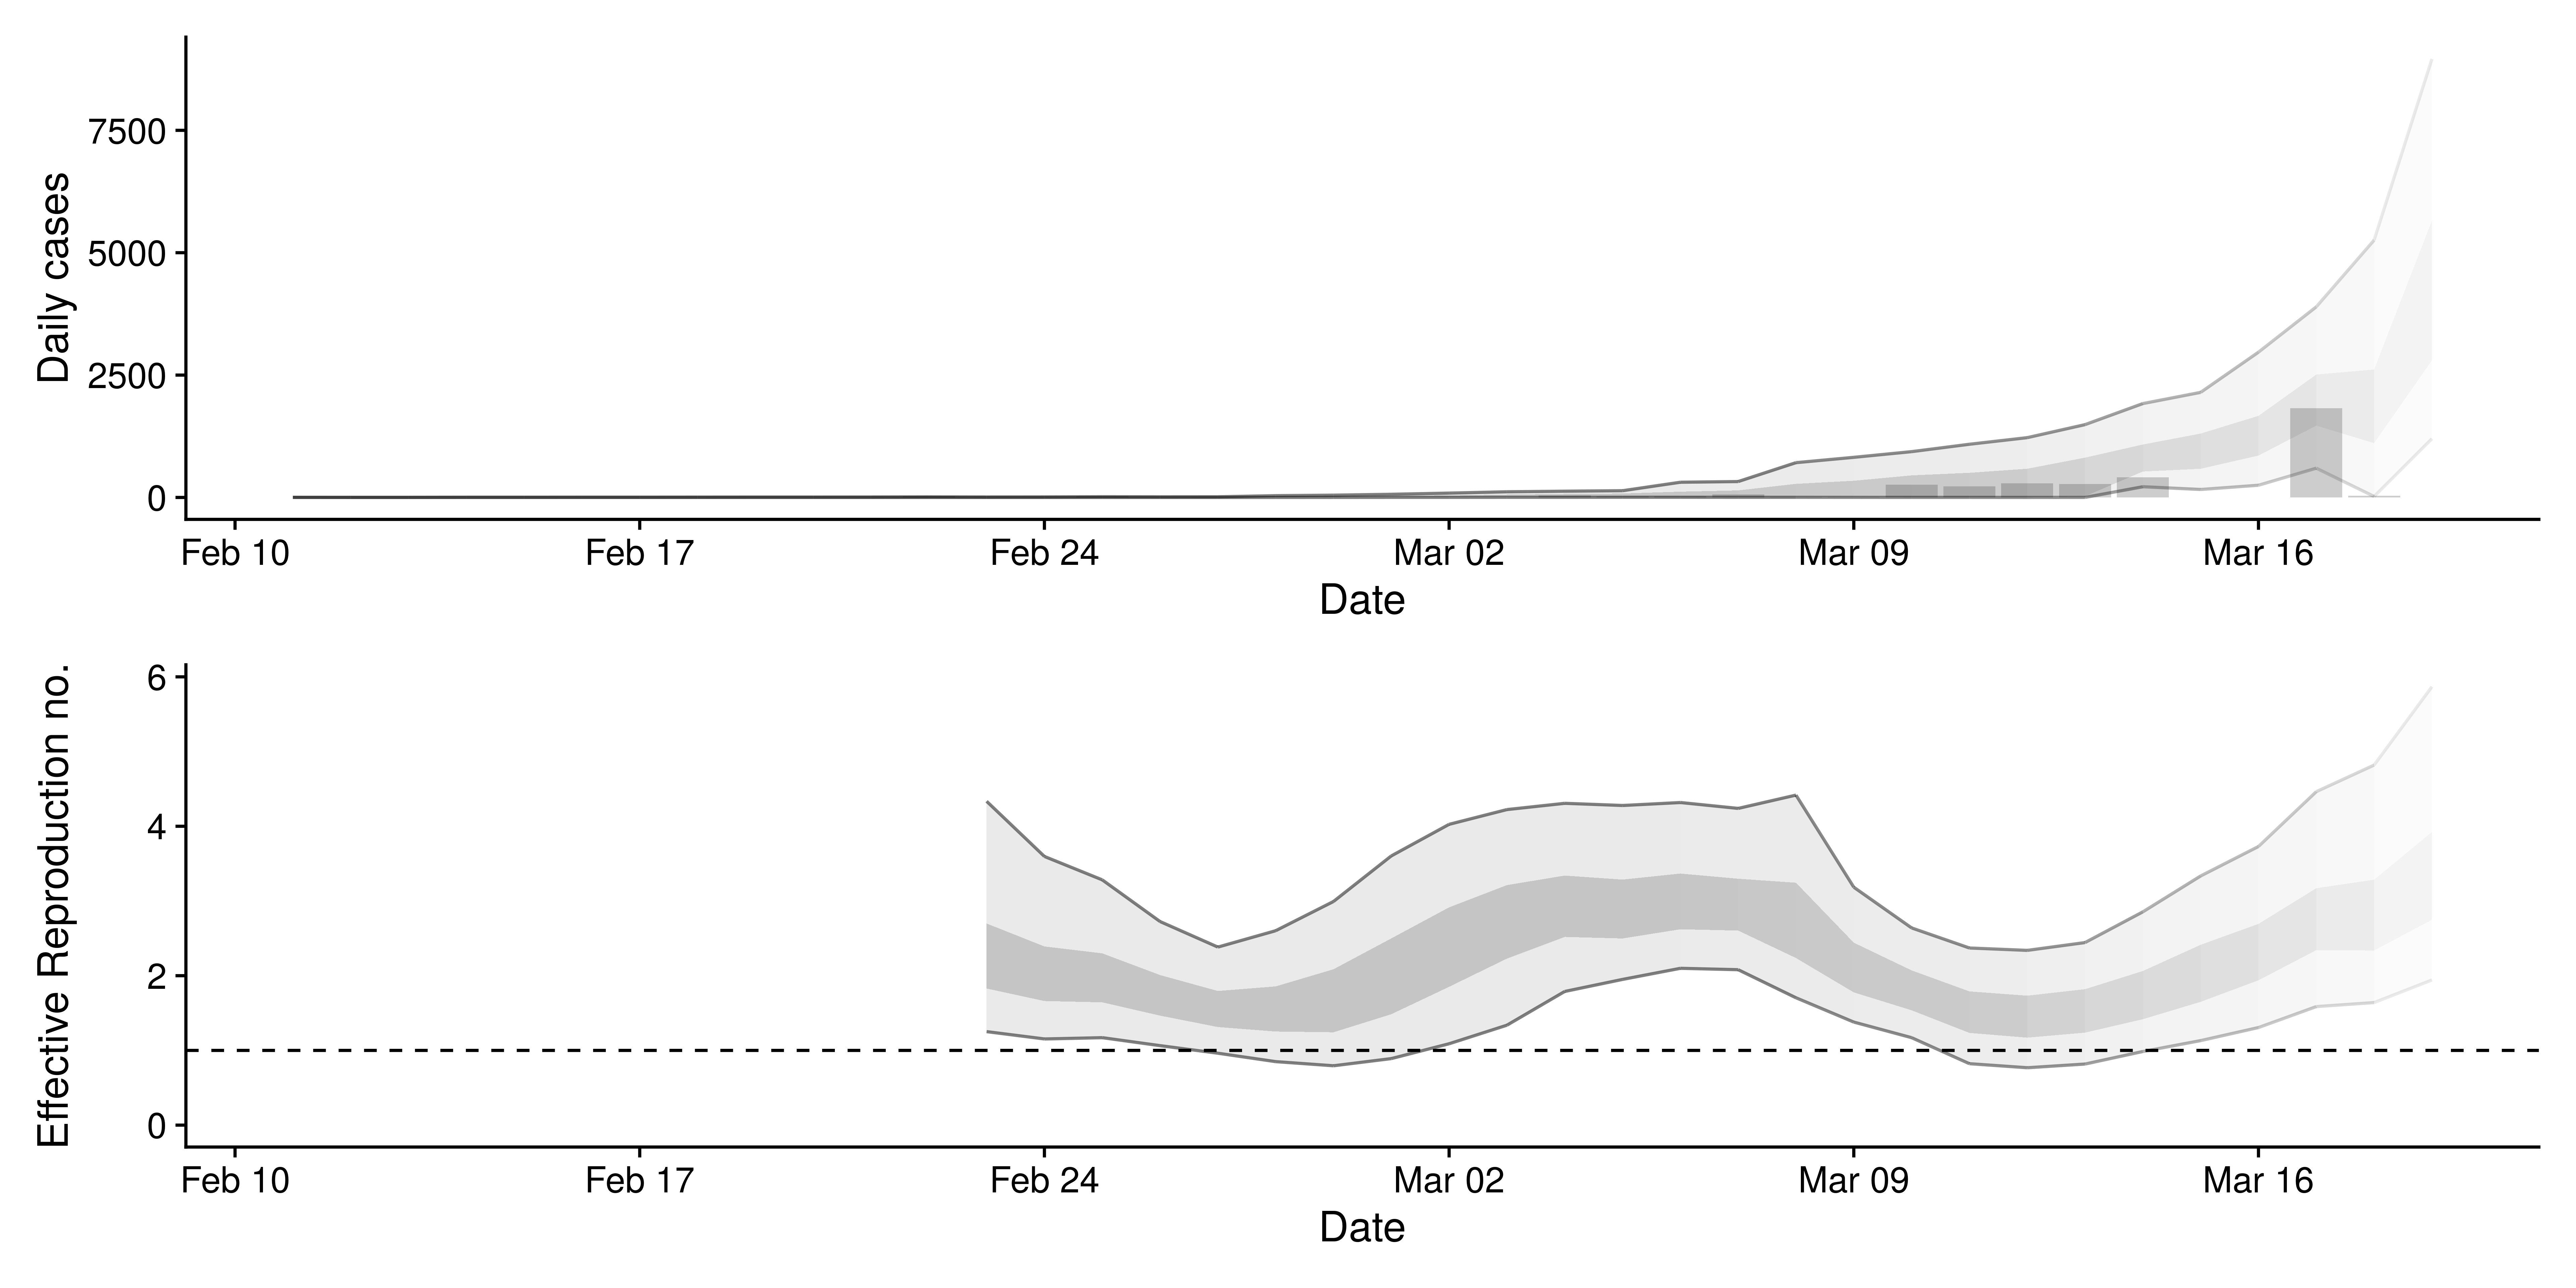 Daily cases
7500
5000
2500
0
Feb 10 Feb 17 Feb 24 Mar 02 Mar 09 Mar 16
Date
Effective Reproduction no.
6
4
2
0
Feb 10 Feb 17 Feb 24 Mar 02 Mar 09 Mar 16
Date